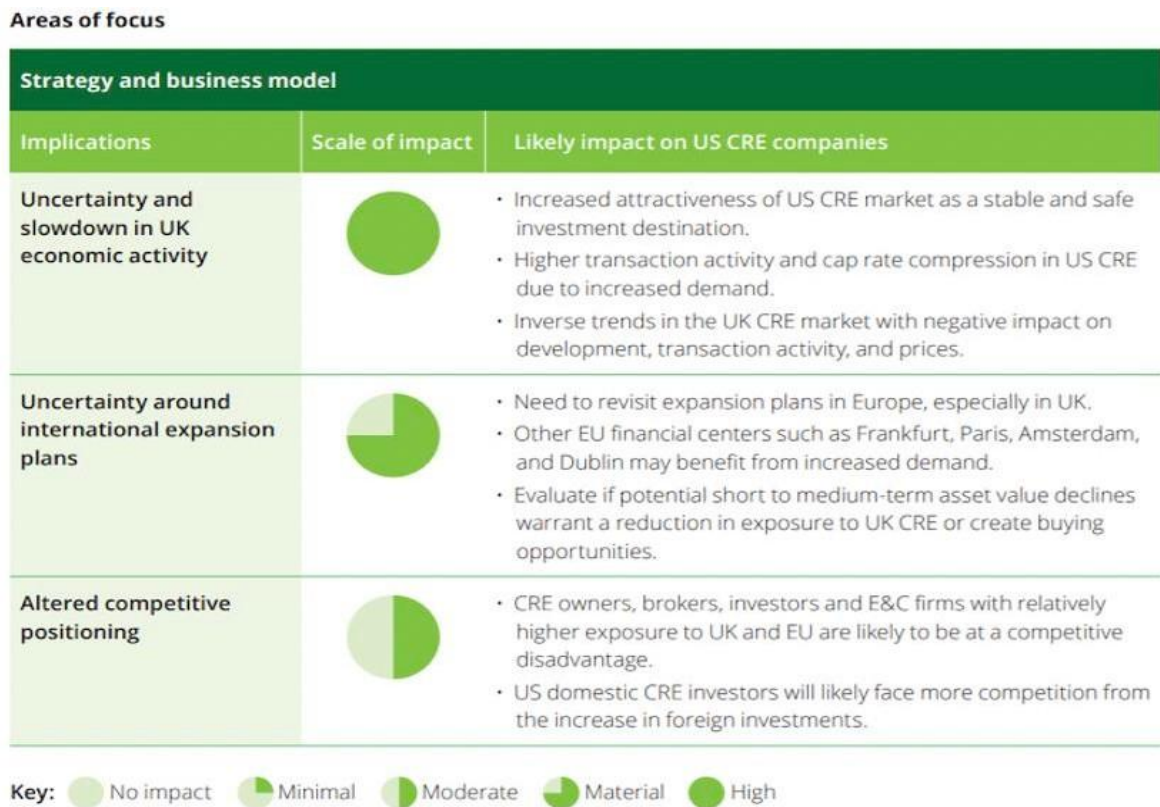 Areas of focus
Strategy and business model
Implications
Scale of impact
Likely impact on US CRE companies
Uncertainty and
slowdown in UK
economic activity
• Increased attractiveness of US CRE market as a stable and safe
investment destination.
• Higher transaction activity and cap rate compression in US CRE
due to increased demand.
• Inverse trends in the UK CRE market with negative impact on
development, transaction activity, and prices.
Uncertainty around
international expansion
plans
• Need to revisit expansion plans in Europe, especially in UK.
• Other EU financial centers such as Frankfurt, Paris, Amsterdam,
and Dublin may benefit from increased demand.
• Evaluate if potential short to medium-term asset value declines
warrant a reduction in exposure to UK CRE or create buying
opportunities.
Altered competitive
positioning
• CRE owners, brokers, investors and E&C firms with relatively
higher exposure to UK and EU are likely to be at a competitive
disadvantage.
• US domestic CRE investors will likely face more competition from
the increase in foreign investments.
Key: No impact Minimal Moderate Material High